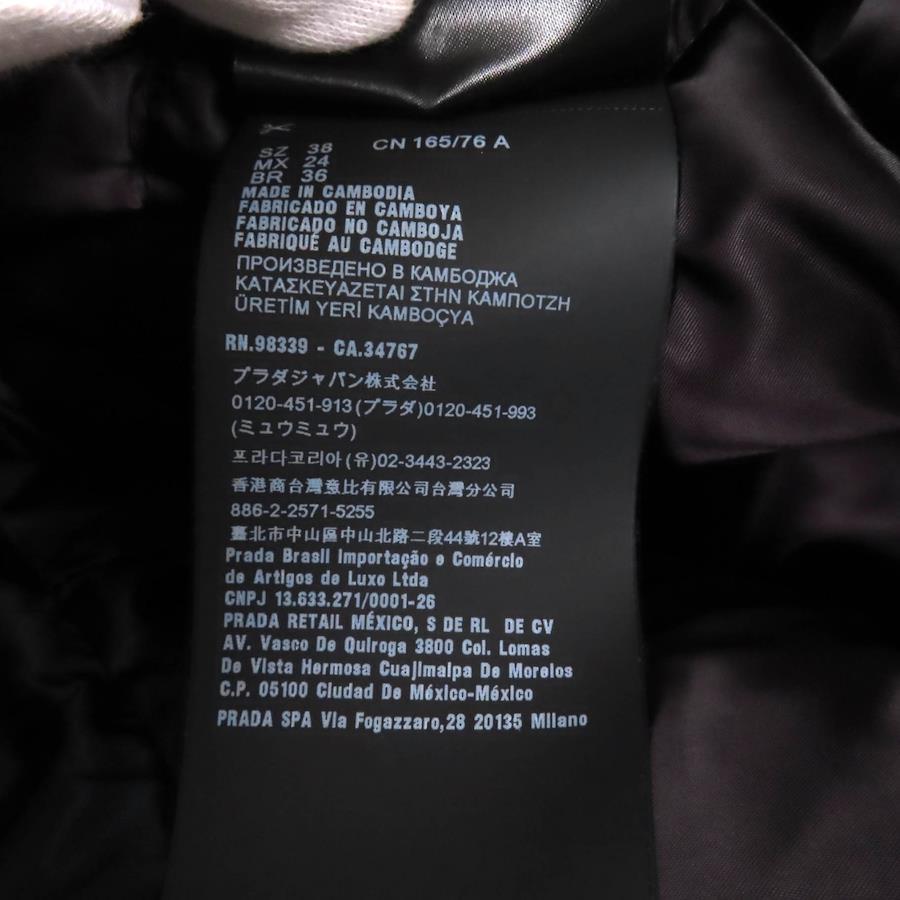 SZ 38 CN 165/76 A
MX 24
BR 36
MADE IN CAMBODIA
FABRICADO EN CAMBOYA
FABRICADO NO CAMBOJA
FABRIQUÉ AU CAMBODGE
ПРОИЗВЕДЕНО В КАМБОДЖА
ΚΑΤΑΣΚΕΥΑΖΕΤΑΙ ΣΤΗΝ ΚΑΜΠΟΤΖΗ
ÜRETİM YERİ KAMBOÇYA
RN.98339 - CA.34767
プラダジャパン株式会社
0120-451-913(プラダ)0120-451-993
(ミュウミュウ)
프라다코리아(유)02-3443-2323
香港商台灣意比有限公司台灣分公司
886-2-2571-5255
臺北市中山區中山北路二段44號12樓A室
Prada Brasil Importação e Comércio
de Artigos de Luxo Ltda
CNPJ 13.633.271/0001-26
PRADA RETAIL MÉXICO, S DE RL DE CV
AV. Vasco De Quiroga 3800 Col. Lomas
De Vista Hermosa Cuajimalpa De Morelos
C.P. 05100 Ciudad De México-México
PRADA SPA Via Fogazzaro,28 20135 Milano